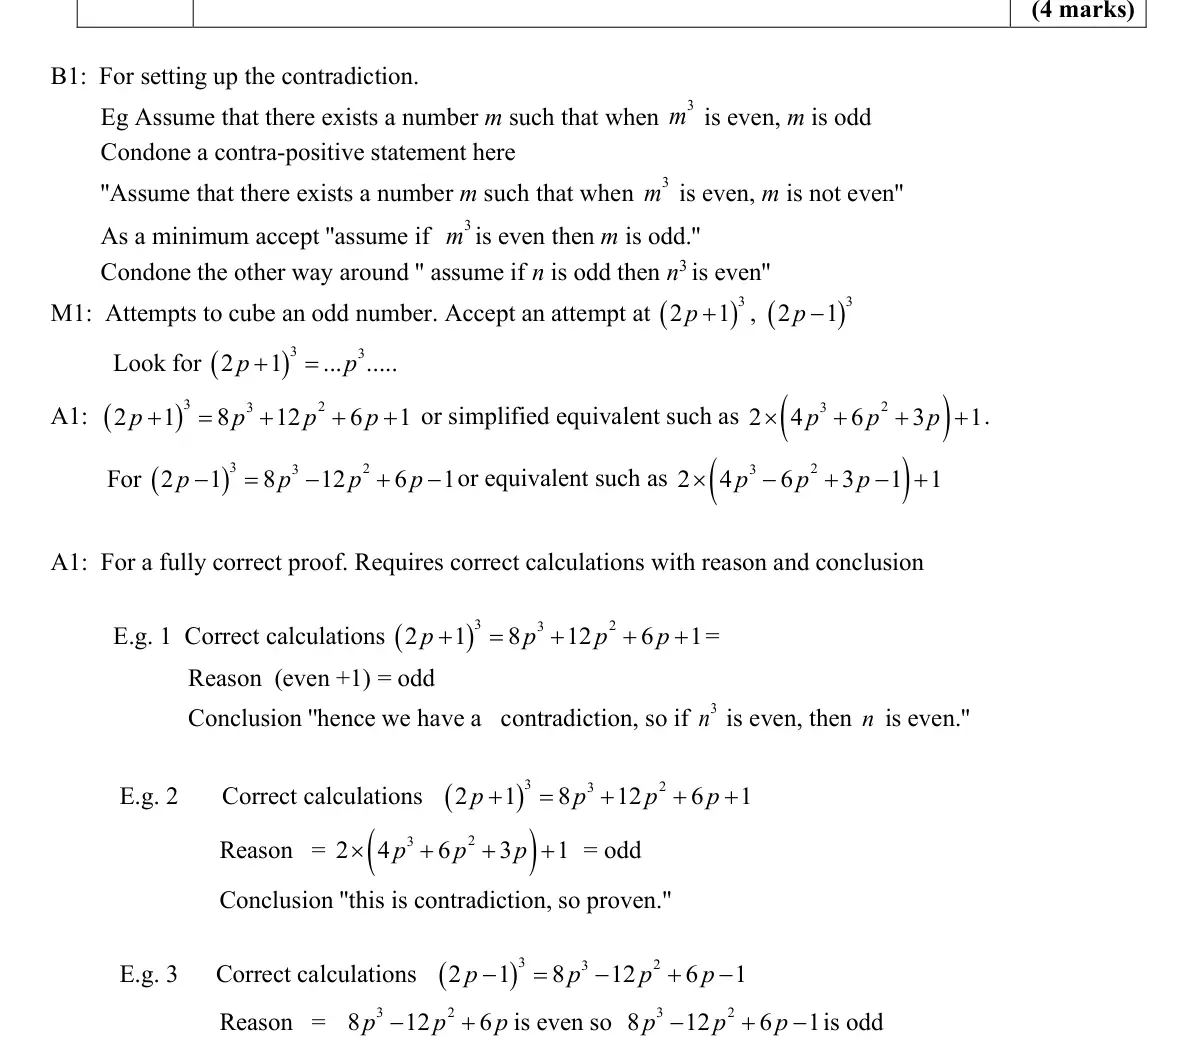 (4 marks)
B1: For setting up the contradiction.
Eg Assume that there exists a number m such that when m³ is even, m is odd
Condone a contra-positive statement here
"Assume that there exists a number m such that when m³ is even, m is not even"
As a minimum accept "assume if m³ is even then m is odd."
Condone the other way around " assume if n is odd then n³ is even"
M1: Attempts to cube an odd number. Accept an attempt at (2p+1)³, (2p−1)³
Look for (2p+1)³ = ...p³.....
A1: (2p+1)³ = 8p³+12p²+6p+1 or simplified equivalent such as 2×(4p³+6p²+3p)+1.
For (2p−1)³ = 8p³−12p²+6p−1 or equivalent such as 2×(4p³−6p²+3p−1)+1
A1: For a fully correct proof. Requires correct calculations with reason and conclusion
E.g. 1 Correct calculations (2p+1)³ = 8p³+12p²+6p+1=
Reason (even +1) = odd
Conclusion "hence we have a contradiction, so if n³ is even, then n is even."
E.g. 2 Correct calculations (2p+1)³ = 8p³+12p²+6p+1
Reason = 2×(4p³+6p²+3p)+1 = odd
Conclusion "this is contradiction, so proven."
E.g. 3 Correct calculations (2p−1)³ = 8p³−12p²+6p−1
Reason = 8p³−12p²+6p is even so 8p³−12p²+6p−1 is odd